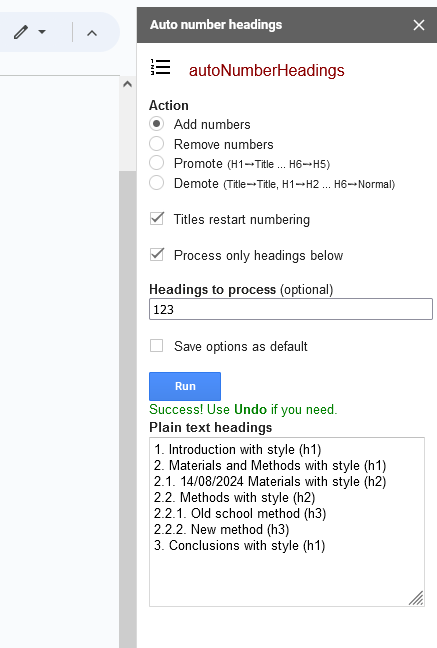 Auto number headings
1
2
3
autoNumberHeadings
Action
Add numbers
Remove numbers
Promote (H1→Title ... H6→H5)
Demote (Title→Title, H1→H2 ... H6→Normal)
Titles restart numbering
Process only headings below
Headings to process (optional)
123
Save options as default
Run
Success! Use Undo if you need.
Plain text headings
1. Introduction with style (h1)
2. Materials and Methods with style (h1)
2.1. 14/08/2024 Materials with style (h2)
2.2. Methods with style (h2)
2.2.1. Old school method (h3)
2.2.2. New method (h3)
3. Conclusions with style (h1)